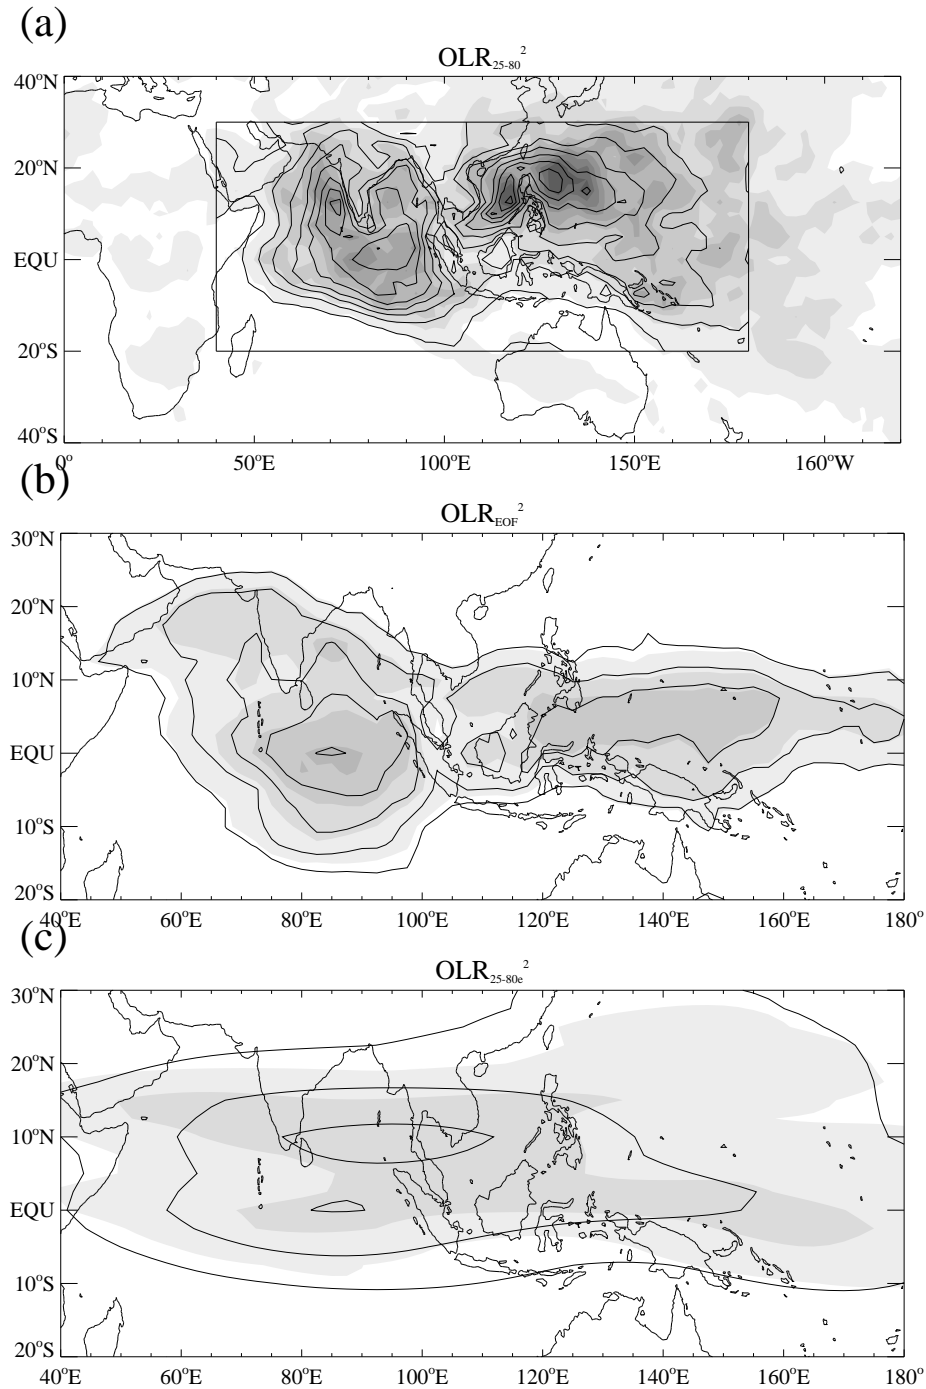 (a)
OLR25-80²
40°N
20°N
EQU
20°S
40°S
0° 50°E 100°E 150°E 160°W
(b)
OLREOF²
30°N
20°N
10°N
EQU
10°S
20°S
40°E 60°E 80°E 100°E 120°E 140°E 160°E 180°
(c)
OLR25-80e²
30°N
20°N
10°N
EQU
10°S
20°S
40°E 60°E 80°E 100°E 120°E 140°E 160°E 180°